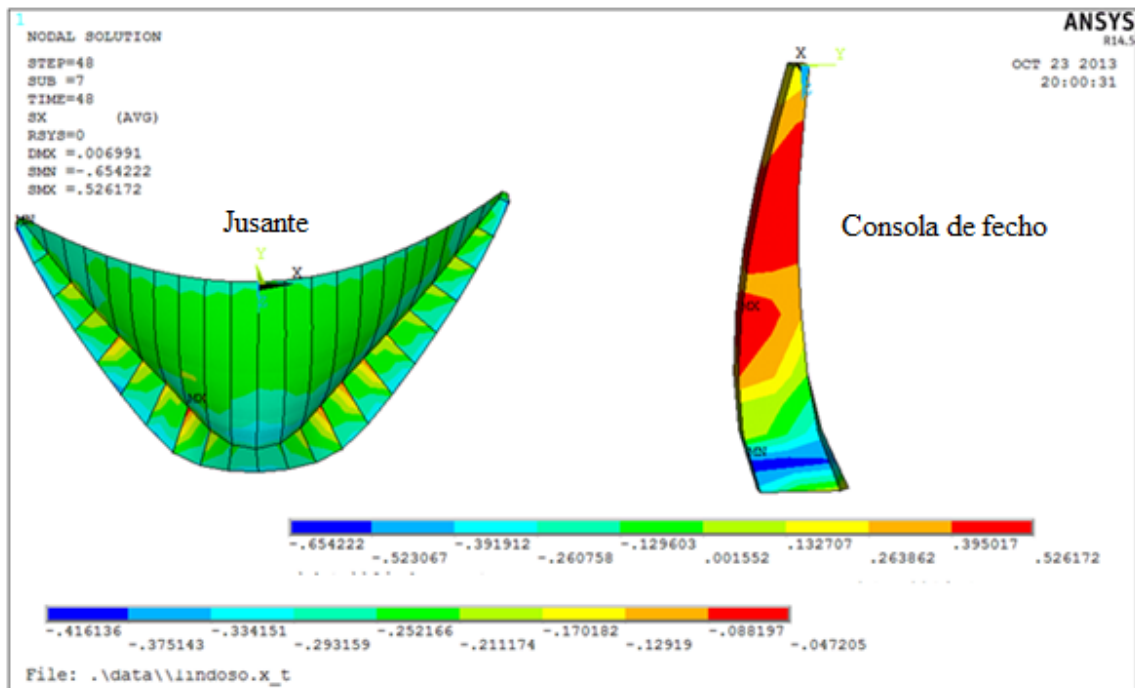 1
NODAL SOLUTION
STEP=48
SUB =7
TIME=48
SX (AVG)
RSYS=0
DMX =.006991
SMN =-.654222
SMX =.526172
ANSYS
R14.5
OCT 23 2013
20:00:31
MN
Jusante
Y
X
MX
X
Y
Consola de fecho
MX
MN
-.654222 -.391912 -.129603 .132707 .395017
-.523067 -.260758 .001552 .263862 .526172
-.416136 -.334151 -.252166 -.170182 -.088197
-.375143 -.293159 -.211174 -.12919 -.047205
File: .\data\\lindoso.x_t